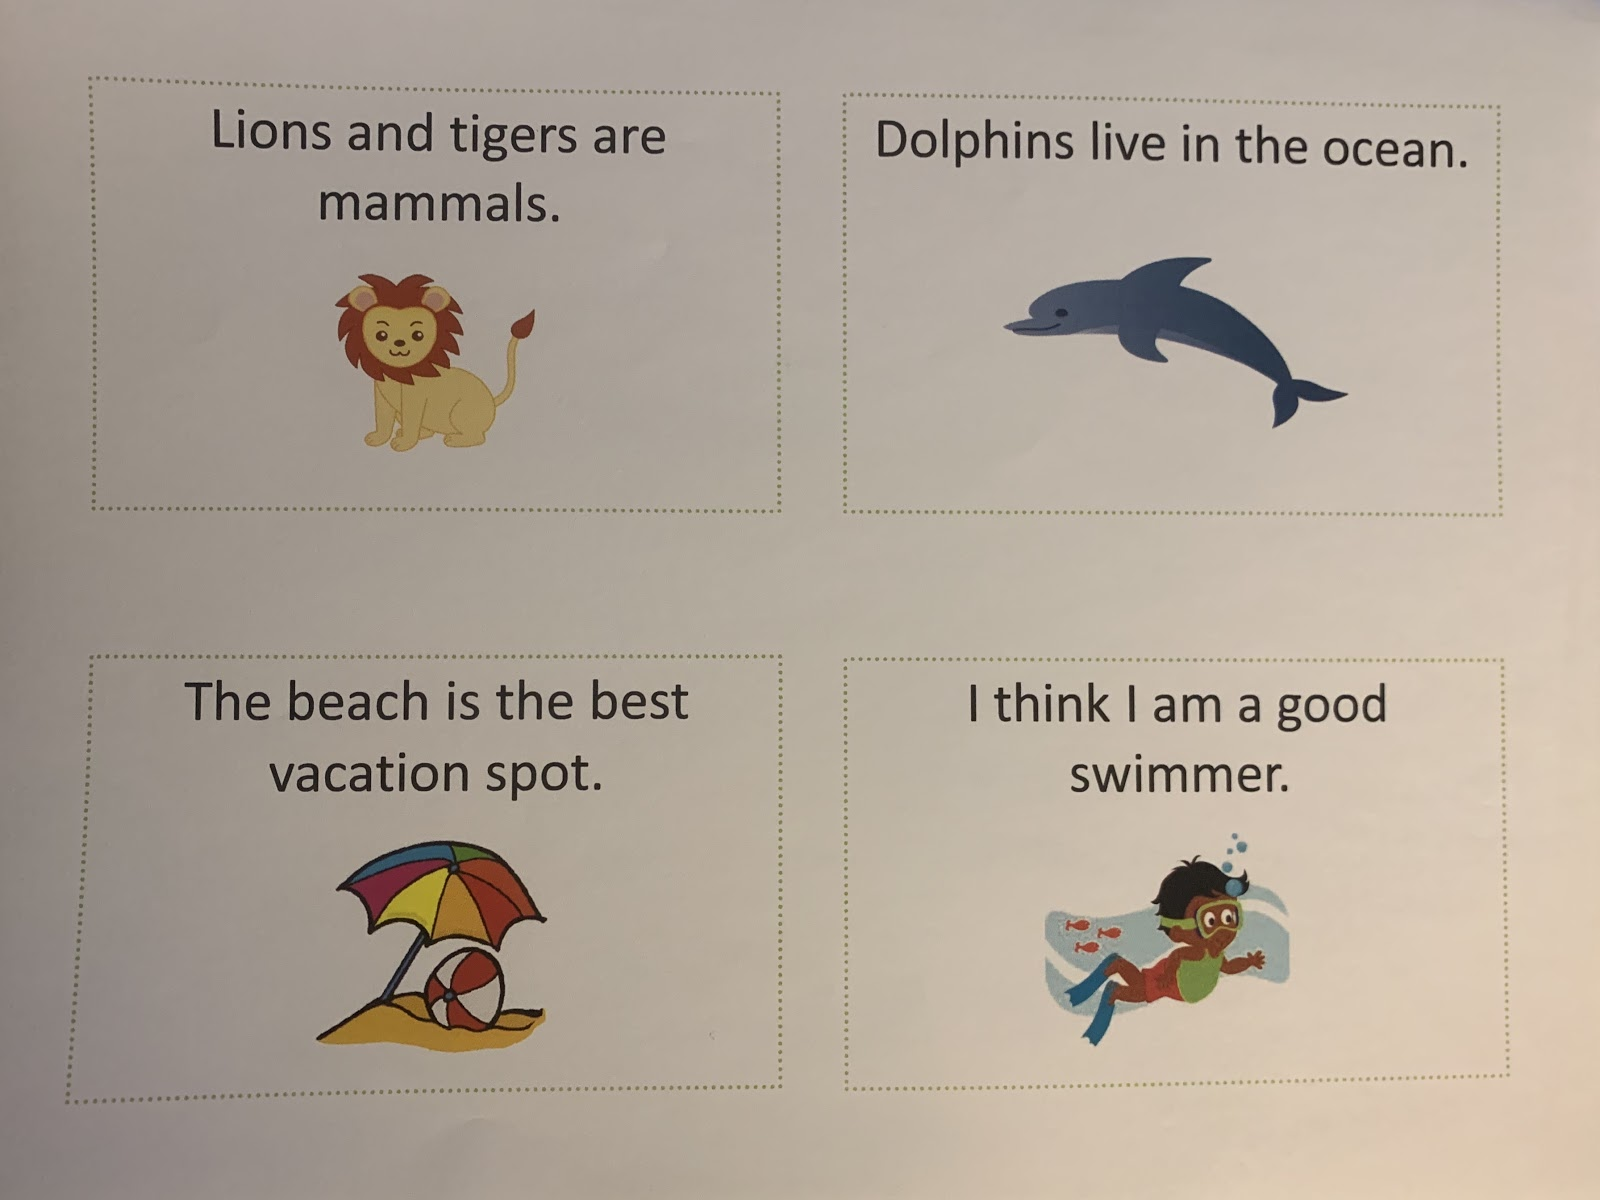 Lions and tigers are
mammals.
Dolphins live in the ocean.
The beach is the best
vacation spot.
I think I am a good
swimmer.